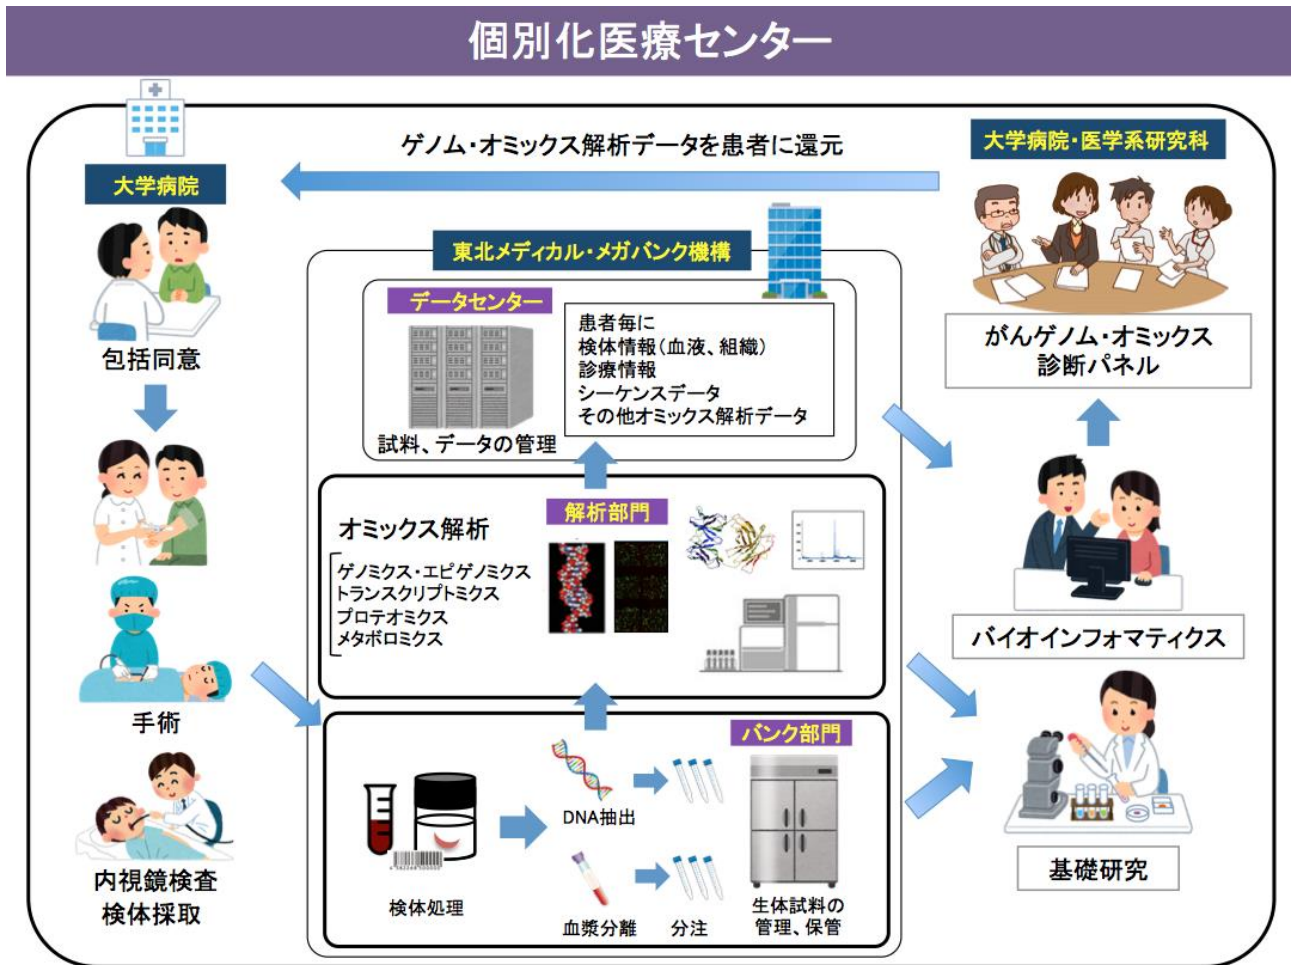 個別化医療センター
ゲノム・オミックス解析データを患者に還元
大学病院
包括同意
手術
内視鏡検査
検体採取
東北メディカル・メガバンク機構
データセンター
試料、データの管理
患者毎に
検体情報（血液、組織）
診療情報
シーケンスデータ
その他オミックス解析データ
解析部門
オミックス解析
ゲノミクス・エピゲノミクス
トランスクリプトミクス
プロテオミクス
メタボロミクス
バンク部門
検体処理
DNA抽出
血漿分離
分注
生体試料の
管理、保管
大学病院・医学系研究科
がんゲノム・オミックス
診断パネル
バイオインフォマティクス
基礎研究